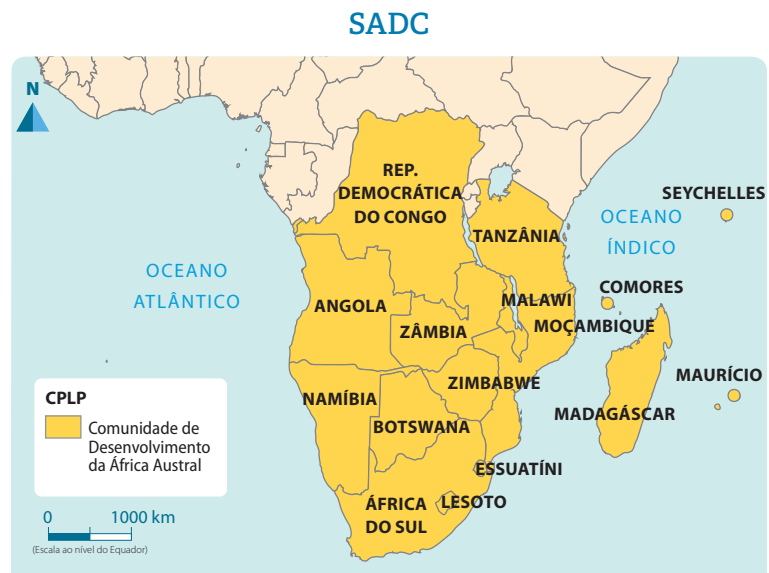 SADC
N
REP.
DEMOCRÁTICA
DO CONGO
SEYCHELLES
OCEANO
ÍNDICO
TANZÂNIA
OCEANO
ATLÂNTICO
COMORES
ANGOLA
MALAWI
ZÂMBIA
MOÇAMBIQUE
MAURÍCIO
ZIMBABWE
NAMÍBIA
MADAGÁSCAR
BOTSWANA
CPLP
Comunidade de
Desenvolvimento
da África Austral
ESSUATÍNI
ÁFRICA
DO SUL
LESOTO
0 1000 km
(Escala ao nível do Equador)